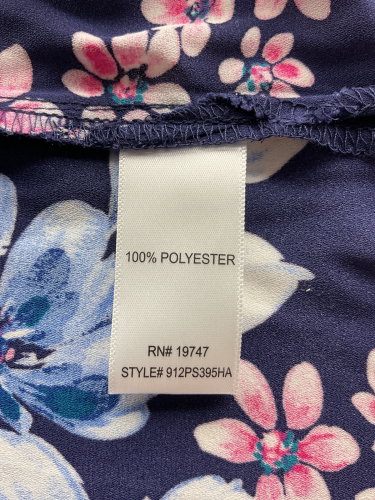 100% POLYESTER
RN# 19747
STYLE# 912PS395HA